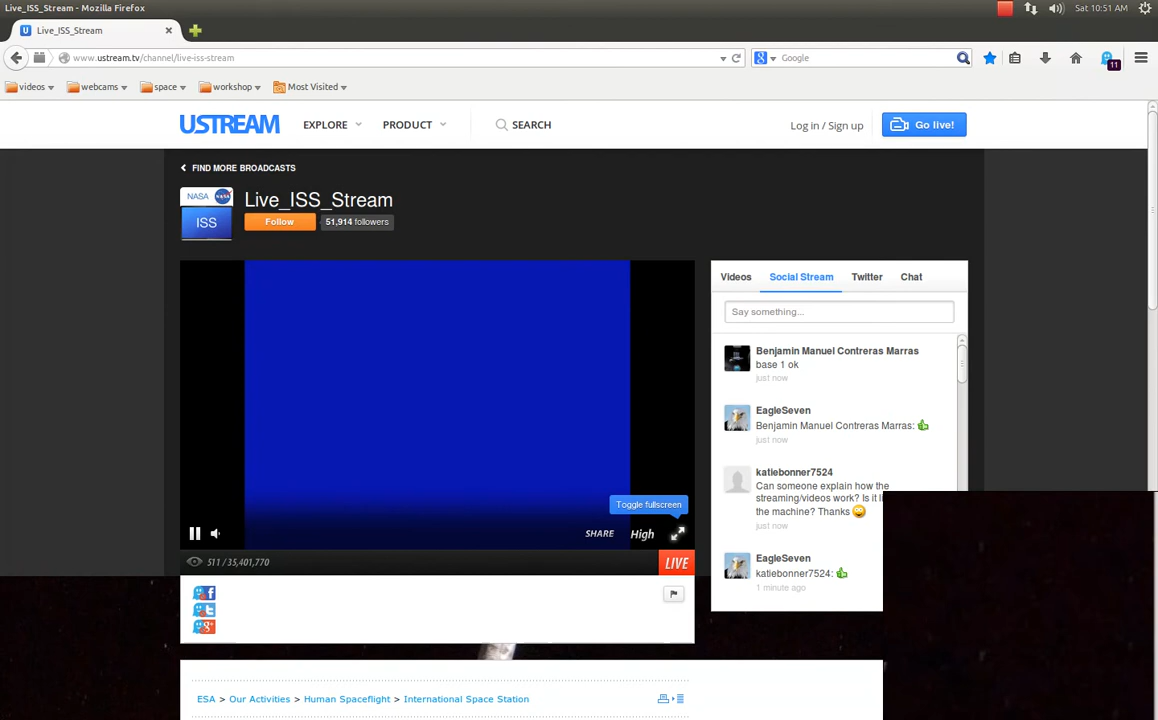 Live_ISS_Stream - Mozilla Firefox
Sat 10:51 AM
Live_ISS_Stream
www.ustream.tv/channel/live-iss-stream
Google
11
videos
webcams
space
workshop
Most Visited
USTREAM
EXPLORE
PRODUCT
SEARCH
Log in / Sign up
Go live!
FIND MORE BROADCASTS
NASA
ISS
Live_ISS_Stream
Follow
51,914 followers
Videos
Social Stream
Twitter
Chat
Say something...
Benjamin Manuel Contreras Marras
base 1 ok
just now
EagleSeven
Benjamin Manuel Contreras Marras:
just now
katiebonner7524
Can someone explain how the
streaming/videos work? Is it
the machine? Thanks
just now
EagleSeven
katiebonner7524:
1 minute ago
Toggle fullscreen
SHARE
High
511 / 35,401,770
LIVE
ESA > Our Activities > Human Spaceflight > International Space Station